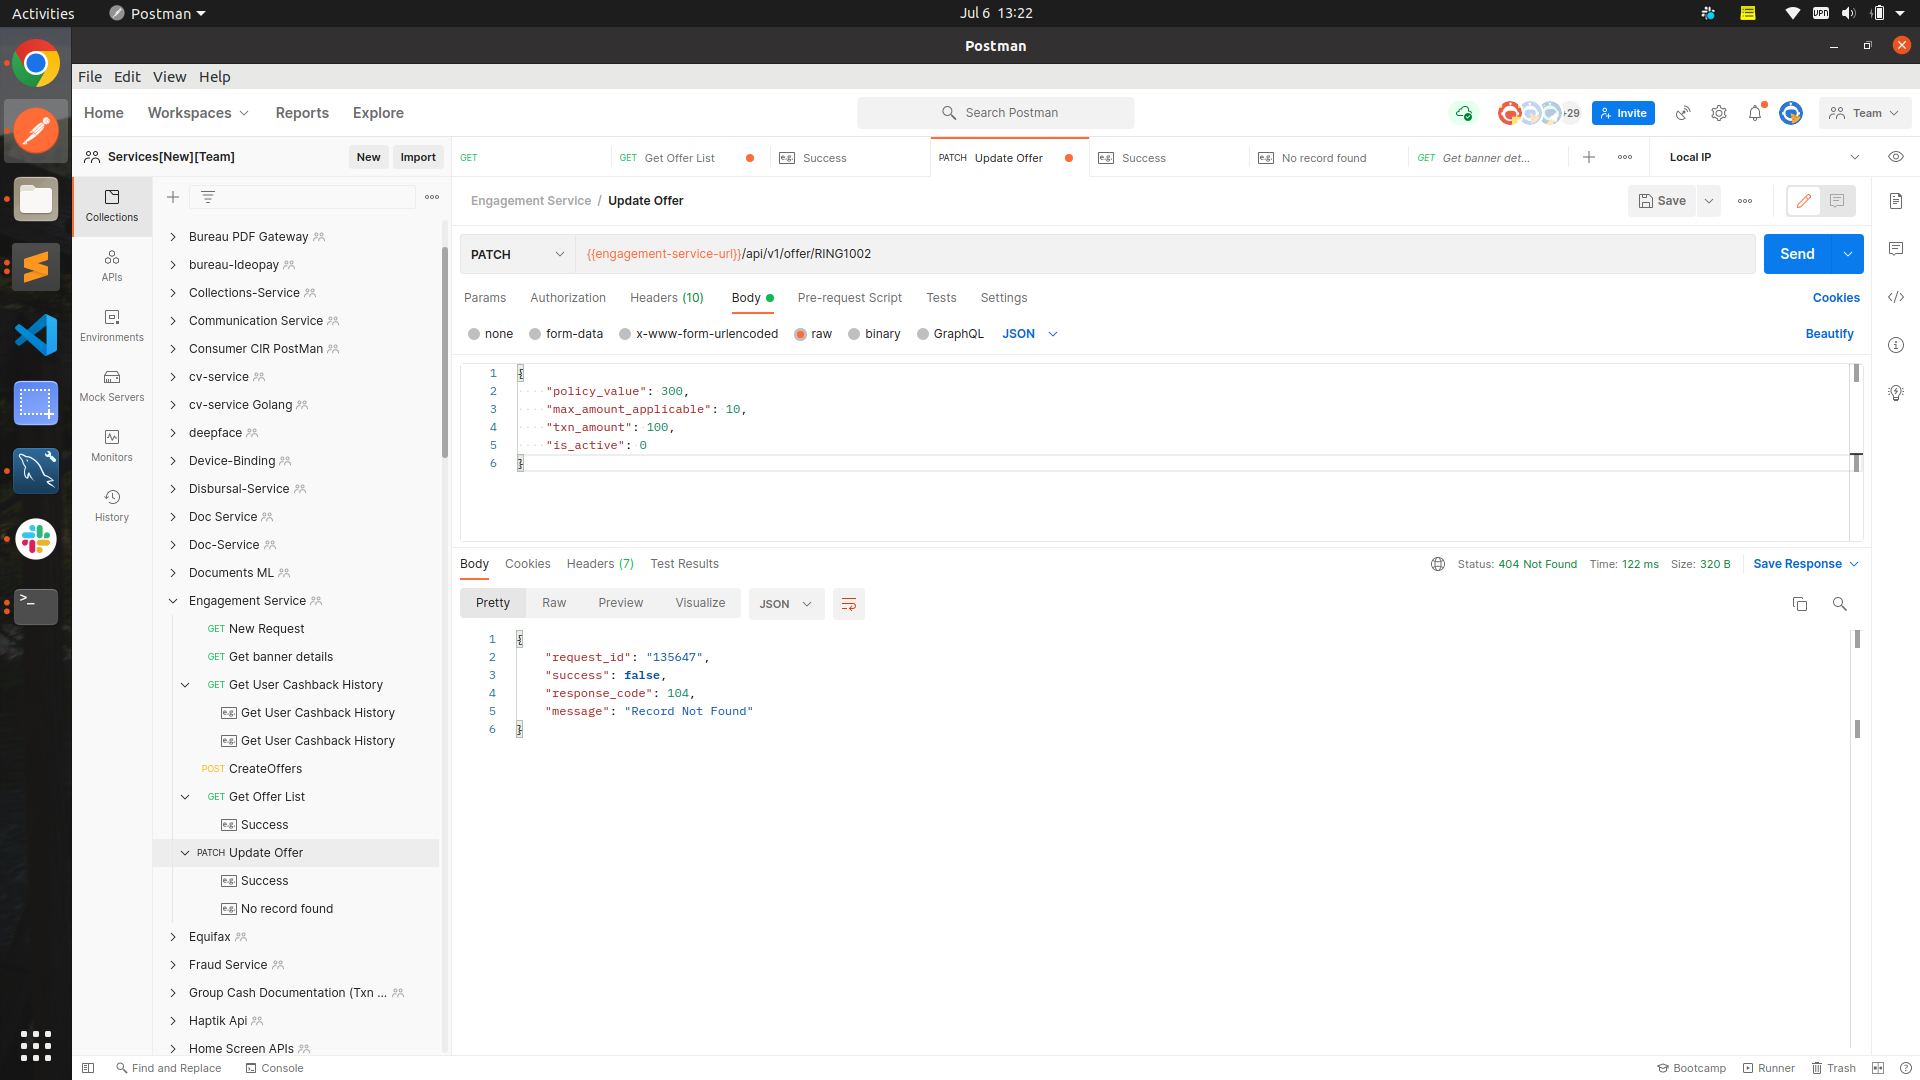 Activities
Postman
Jul 6 13:22
VPN
Postman
File Edit View Help
Home Workspaces Reports Explore
Search Postman
+29
Invite
Team
Services[New][Team]
New Import
GET
GET Get Offer List
e.g. Success
PATCH Update Offer
e.g. Success
e.g. No record found
GET Get banner det...
Local IP
Collections
APIs
Environments
Mock Servers
Monitors
History
Bureau PDF Gateway
bureau-Ideopay
Collections-Service
Communication Service
Consumer CIR PostMan
cv-service
cv-service Golang
deepface
Device-Binding
Disbursal-Service
Doc Service
Doc-Service
Documents ML
Engagement Service
GET New Request
GET Get banner details
GET Get User Cashback History
e.g. Get User Cashback History
e.g. Get User Cashback History
POST CreateOffers
GET Get Offer List
e.g. Success
PATCH Update Offer
e.g. Success
e.g. No record found
Equifax
Fraud Service
Group Cash Documentation (Txn ...
Haptik Api
Home Screen APIs
Engagement Service / Update Offer
Save
PATCH
{{engagement-service-url}}/api/v1/offer/RING1002
Send
Params Authorization Headers (10) Body Pre-request Script Tests Settings
Cookies
none form-data x-www-form-urlencoded raw binary GraphQL JSON
Beautify
1 {
2 "policy_value": 300,
3 "max_amount_applicable": 10,
4 "txn_amount": 100,
5 "is_active": 0
6 }
Body Cookies Headers (7) Test Results
Status: 404 Not Found Time: 122 ms Size: 320 B
Save Response
Pretty Raw Preview Visualize JSON
1 {
2 "request_id": "135647",
3 "success": false,
4 "response_code": 104,
5 "message": "Record Not Found"
6 }
Find and Replace Console
Bootcamp Runner Trash